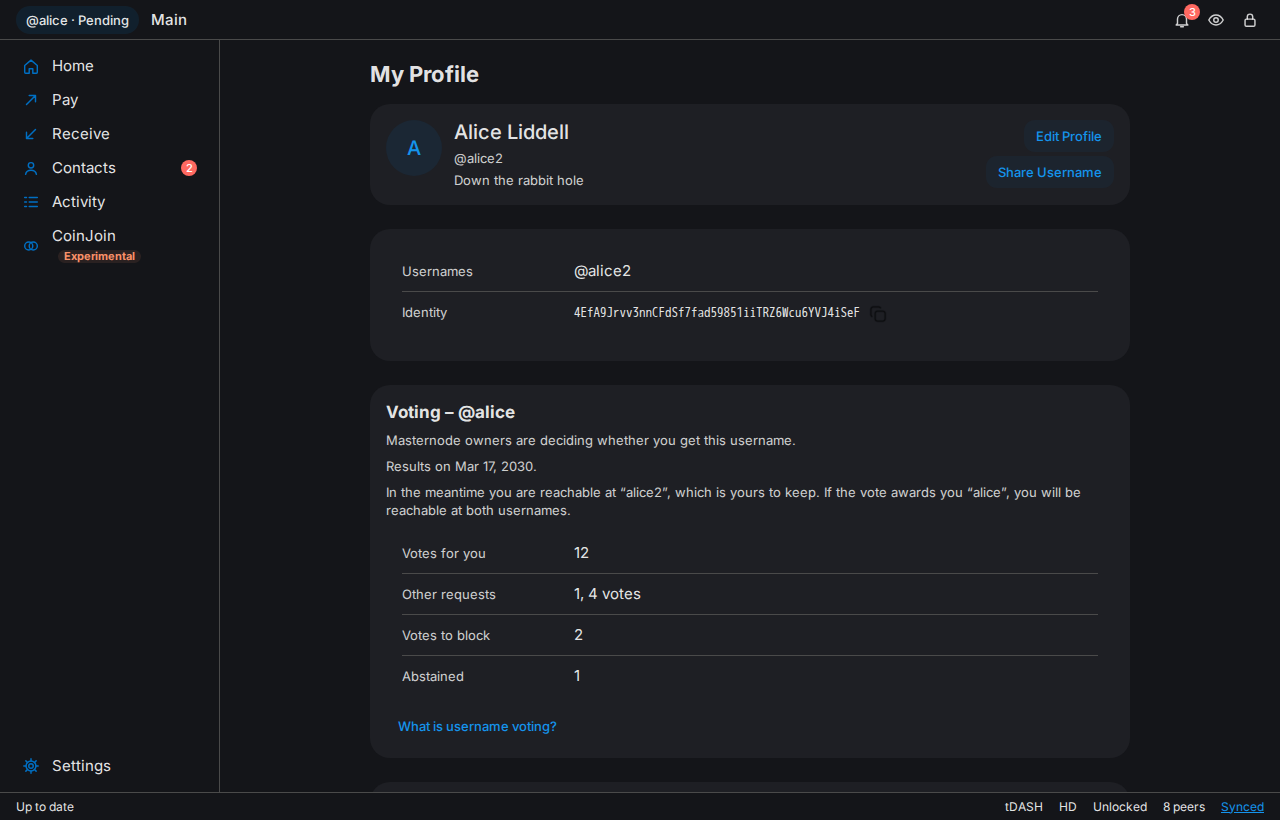 @alice · Pending
Main
3
Home
Pay
Receive
Contacts
2
Activity
CoinJoin
Experimental
Settings
My Profile
A
Alice Liddell
@alice2
Down the rabbit hole
Edit Profile
Share Username
Usernames
@alice2
Identity
4EfA9Jrvv3nnCFdSf7fad59851iiTRZ6Wcu6YVJ4iSeF
Voting – @alice
Masternode owners are deciding whether you get this username.
Results on Mar 17, 2030.
In the meantime you are reachable at “alice2”, which is yours to keep. If the vote awards you “alice”, you will be
reachable at both usernames.
Votes for you
12
Other requests
1, 4 votes
Votes to block
2
Abstained
1
What is username voting?
Up to date
tDASH
HD
Unlocked
8 peers
Synced